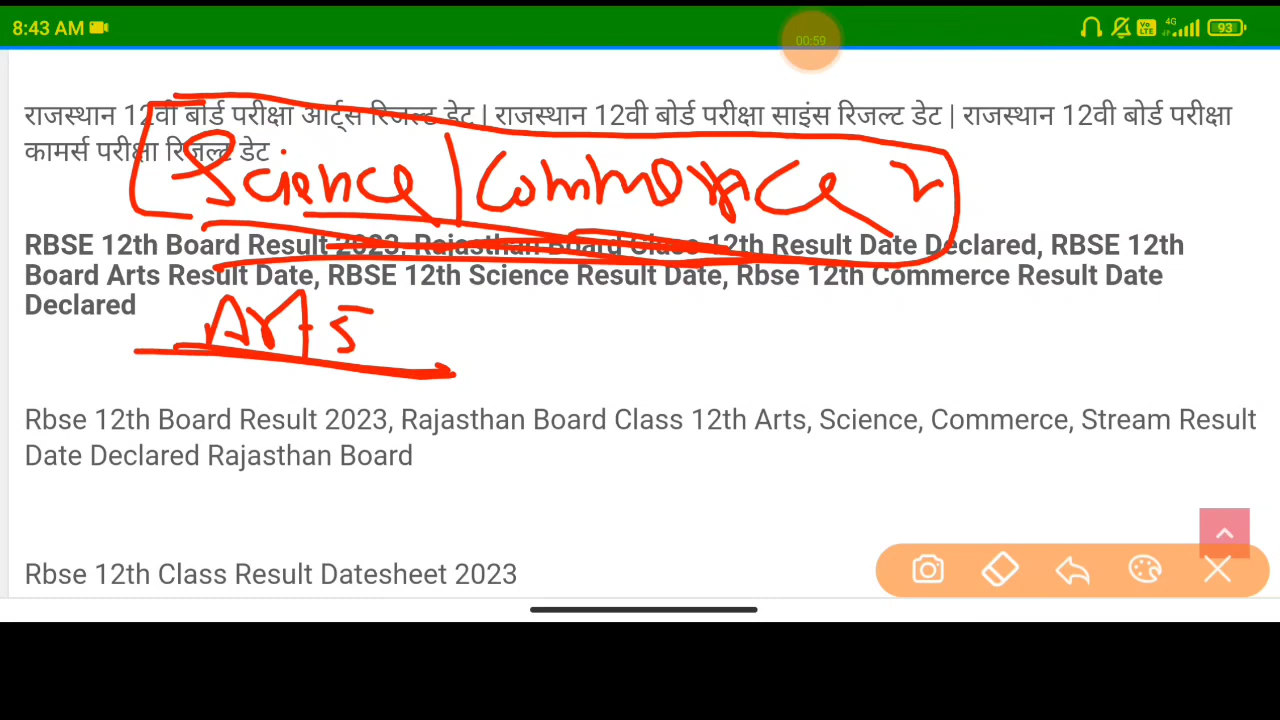 8:43 AM
00:59
4G
93
राजस्थान 12वी बोर्ड परीक्षा आर्ट्स रिजल्ट डेट | राजस्थान 12वी बोर्ड परीक्षा साइंस रिजल्ट डेट | राजस्थान 12वी बोर्ड परीक्षा
कामर्स परीक्षा रिजल्ट डेट
Science | Commerce
RBSE 12th Board Result 2023, Rajasthan Board Class 12th Result Date Declared, RBSE 12th
Board Arts Result Date, RBSE 12th Science Result Date, Rbse 12th Commerce Result Date
Declared
Arts
Rbse 12th Board Result 2023, Rajasthan Board Class 12th Arts, Science, Commerce, Stream Result
Date Declared Rajasthan Board
Rbse 12th Class Result Datesheet 2023